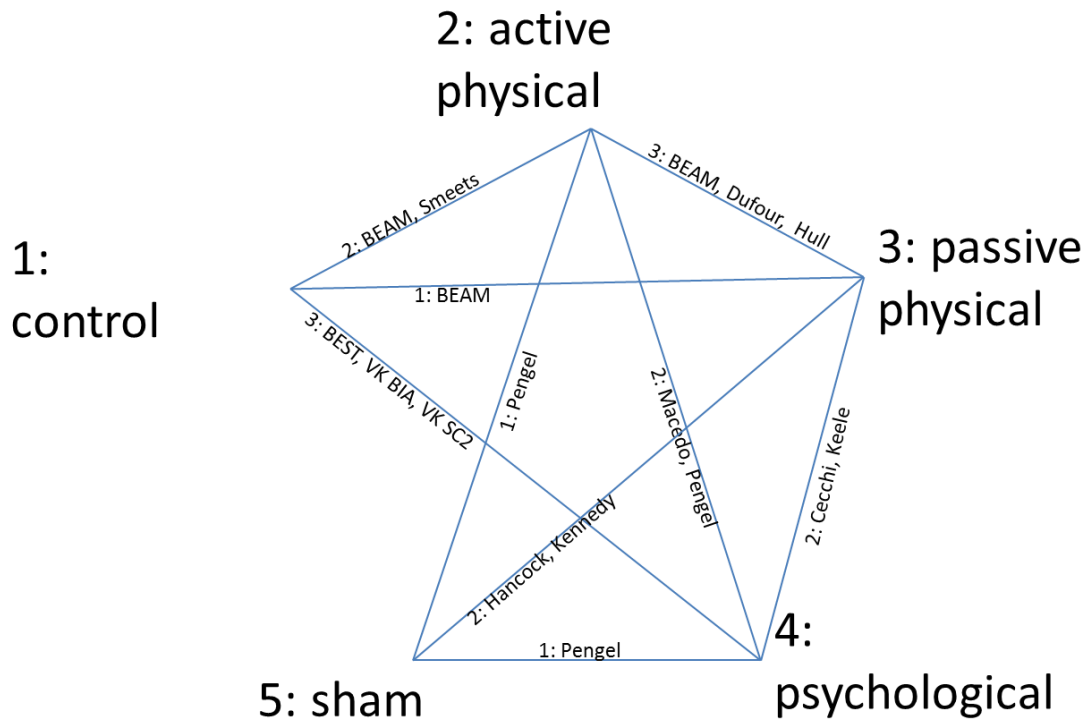 2: active
physical
3: BEAM, Dufour, Hull
2: BEAM, Smeets
1:
control
3: passive
physical
1: BEAM
3: BEST, VK BIA, VK SC2
1: Pengel
2: Macedo, Pengel
2: Cecchi, Keele
2: Hancock, Kennedy
1: Pengel
4:
psychological
5: sham